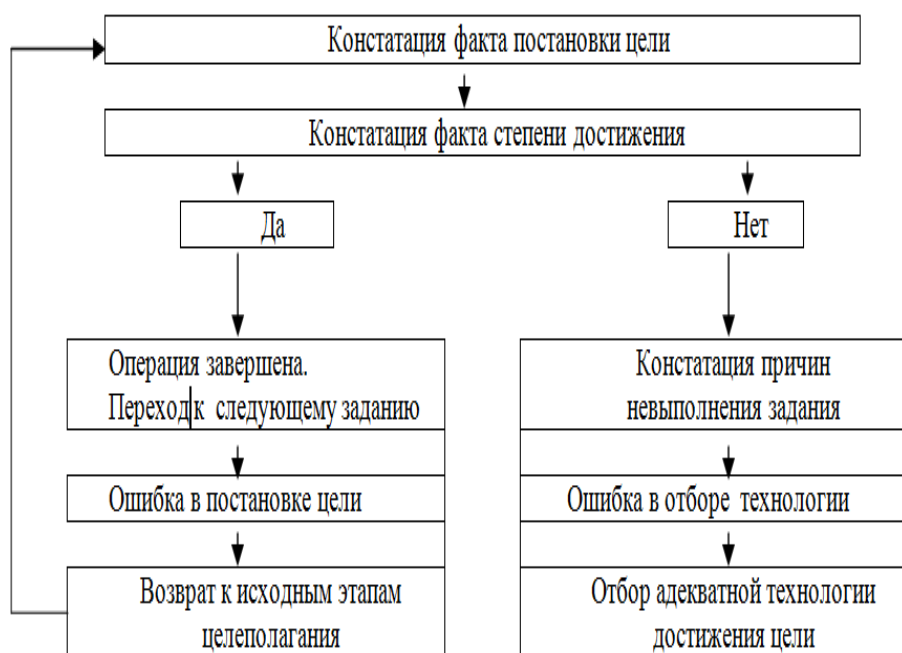 Констатация факта постановки цели
Констатация факта степени достижения
Да
Нет
Операция завершена.
Переход к следующему заданию
Констатация причин
невыполнения задания
Ошибка в постановке цели
Ошибка в отборе технологии
Возврат к исходным этапам
целеполагания
Отбор адекватной технологии
достижения цели